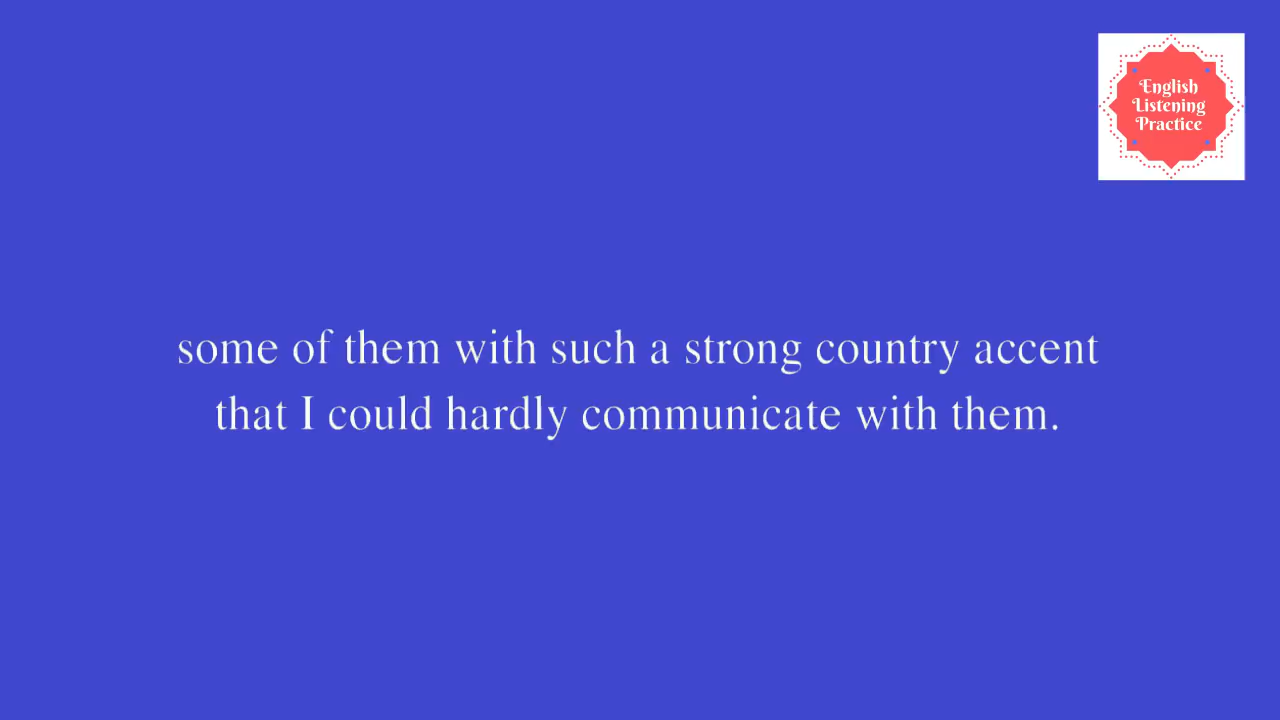 English
Listening
Practice
some of them with such a strong country accent
that I could hardly communicate with them.